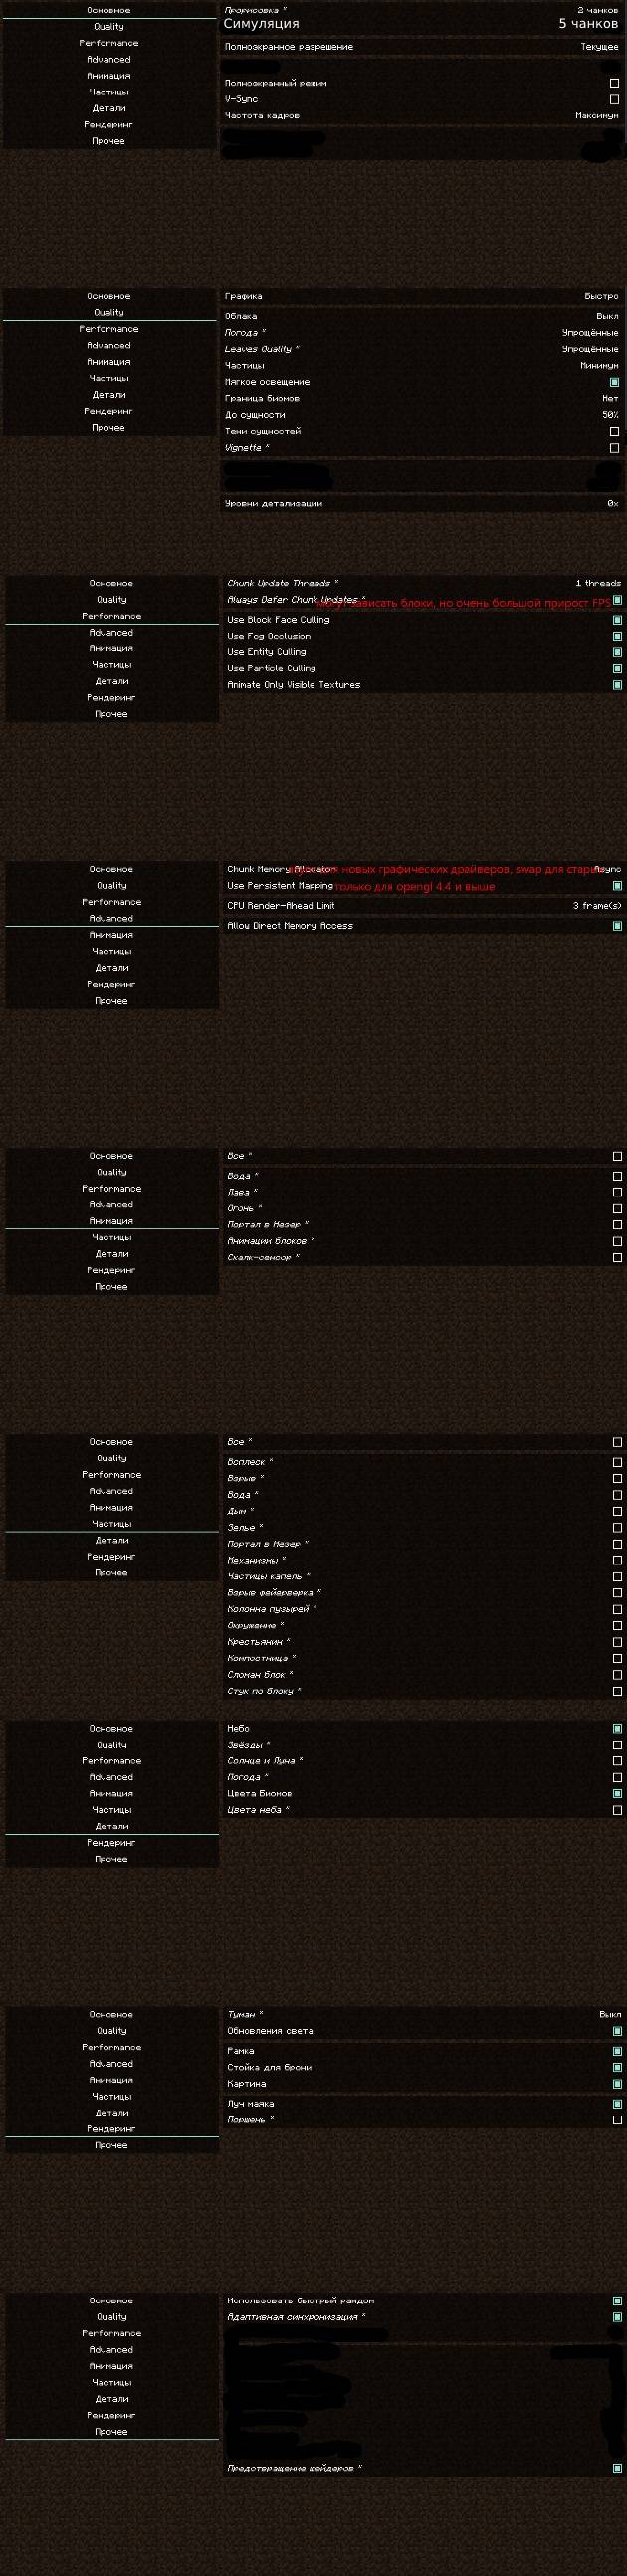 Основное
Quality
Performance
Advanced
Анимация
Частицы
Детали
Рендеринг
Прочее
Прорисовка * 2 чанков
Симуляция 5 чанков
Полноэкранное разрешение Текущее
Полноэкранный режим
V-Sync
Частота кадров Максимум
Основное
Quality
Performance
Advanced
Анимация
Частицы
Детали
Рендеринг
Прочее
Графика Быстро
Облака Выкл
Погода * Упрощённые
Leaves Quality * Упрощённые
Частицы Минимум
Мягкое освещение
Граница биомов Нет
До сущности 50%
Тени сущностей
Vignette *
Уровни детализации 0x
Основное
Quality
Performance
Advanced
Анимация
Частицы
Детали
Рендеринг
Прочее
Chunk Update Threads * 1 threads
Always Defer Chunk Updates *
зависать блоки, но очень большой прирост FPS
Use Block Face Culling
Use Fog Occlusion
Use Entity Culling
Use Particle Culling
Animate Only Visible Textures
Основное
Quality
Performance
Advanced
Анимация
Частицы
Детали
Рендеринг
Прочее
Chunk Memory Allocator Async
новых графических драйверов, swap для старых
Use Persistent Mapping
только для opengl 4.4 и выше
CPU Render-Ahead Limit 3 frame(s)
Allow Direct Memory Access
Основное
Quality
Performance
Advanced
Анимация
Частицы
Детали
Рендеринг
Прочее
Все *
Вода *
Лава *
Огонь *
Портал в Незер *
Анимации блоков *
Скалк-сенсор *
Основное
Quality
Performance
Advanced
Анимация
Частицы
Детали
Рендеринг
Прочее
Все *
Всплеск *
Взрыв *
Вода *
Дым *
Зелье *
Портал в Незер *
Механизмы *
Частицы капель *
Взрыв фейерверка *
Колонка пузырей *
Окружение *
Крестьянин *
Компостница *
Сломан блок *
Стук по блоку *
Основное
Quality
Performance
Advanced
Анимация
Частицы
Детали
Рендеринг
Прочее
Небо
Звёзды *
Солнце и Луна *
Погода *
Цвета Биомов
Цвета неба *
Основное
Quality
Performance
Advanced
Анимация
Частицы
Детали
Рендеринг
Прочее
Туман * Выкл
Обновления света
Рамка
Стойка для брони
Картина
Луч маяка
Поршень *
Основное
Quality
Performance
Advanced
Анимация
Частицы
Детали
Рендеринг
Прочее
Использовать быстрый рандом
Адаптивная синхронизация *
Предотвращение шейдеров *